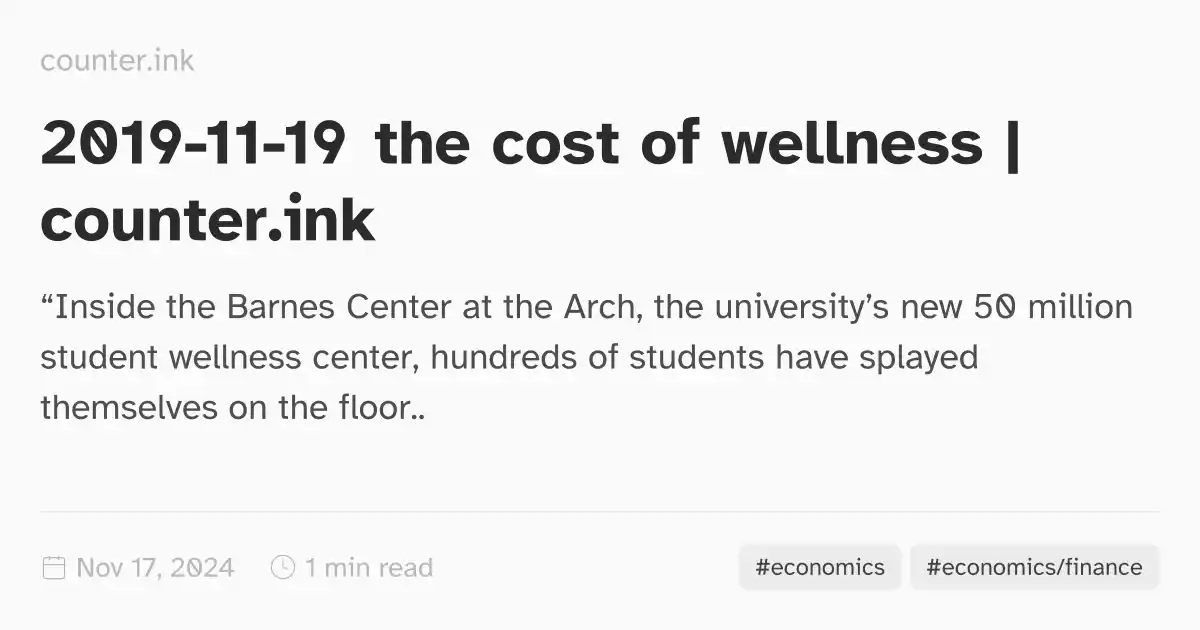 counter.ink
2019-11-19 the cost of wellness |
counter.ink
“Inside the Barnes Center at the Arch, the university’s new 50 million
student wellness center, hundreds of students have splayed
themselves on the floor..
Nov 17, 2024 1 min read #economics #economics/finance